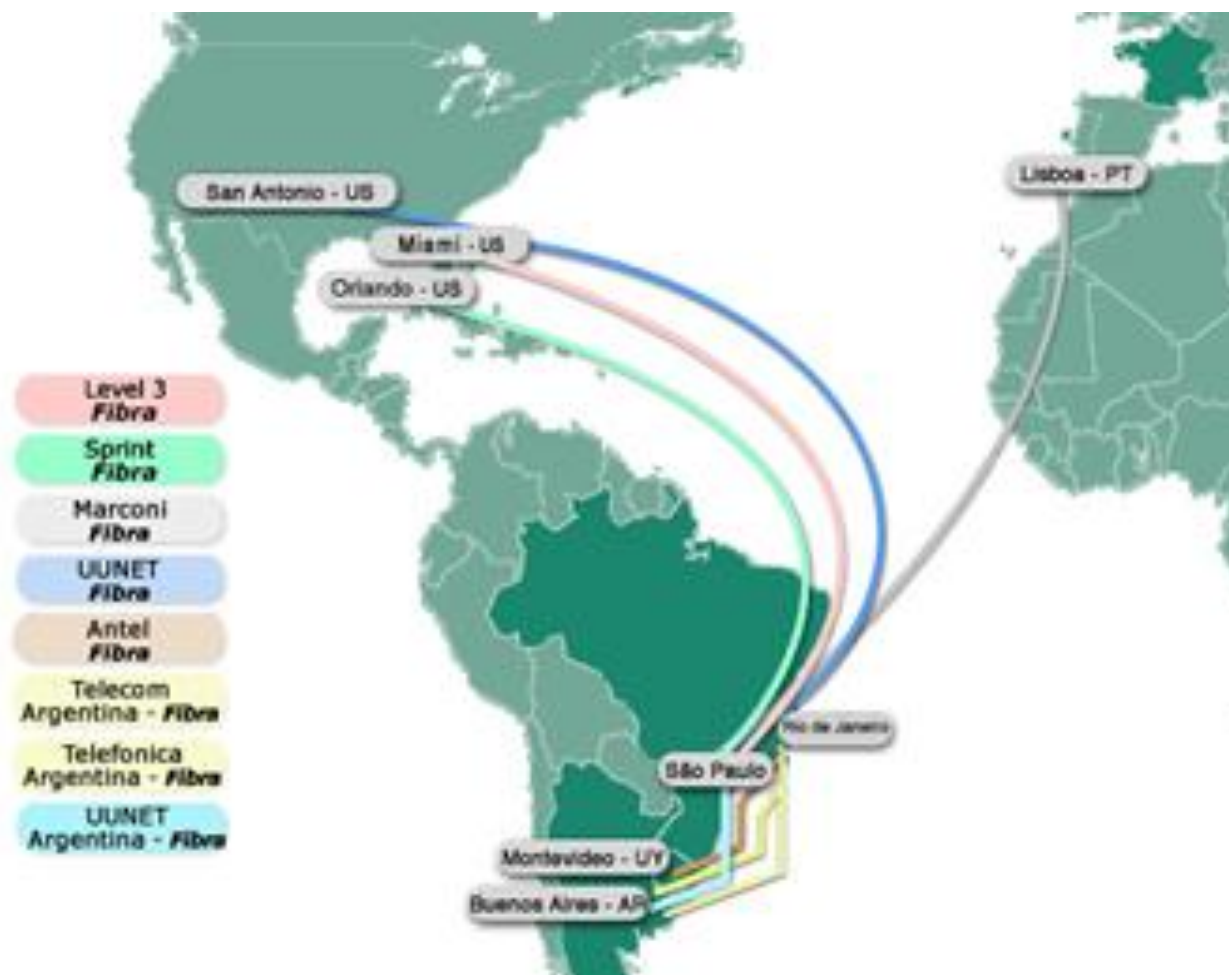 San Antonio - US
Miami - US
Orlando - US
Lisboa - PT
Level 3
Fibra
Sprint
Fibra
Marconi
Fibra
UUNET
Fibra
Antel
Fibra
Telecom
Argentina - Fibra
Telefonica
Argentina - Fibra
UUNET
Argentina - Fibra
Rio de Janeiro
São Paulo
Montevideo - UY
Buenos Aires - AR